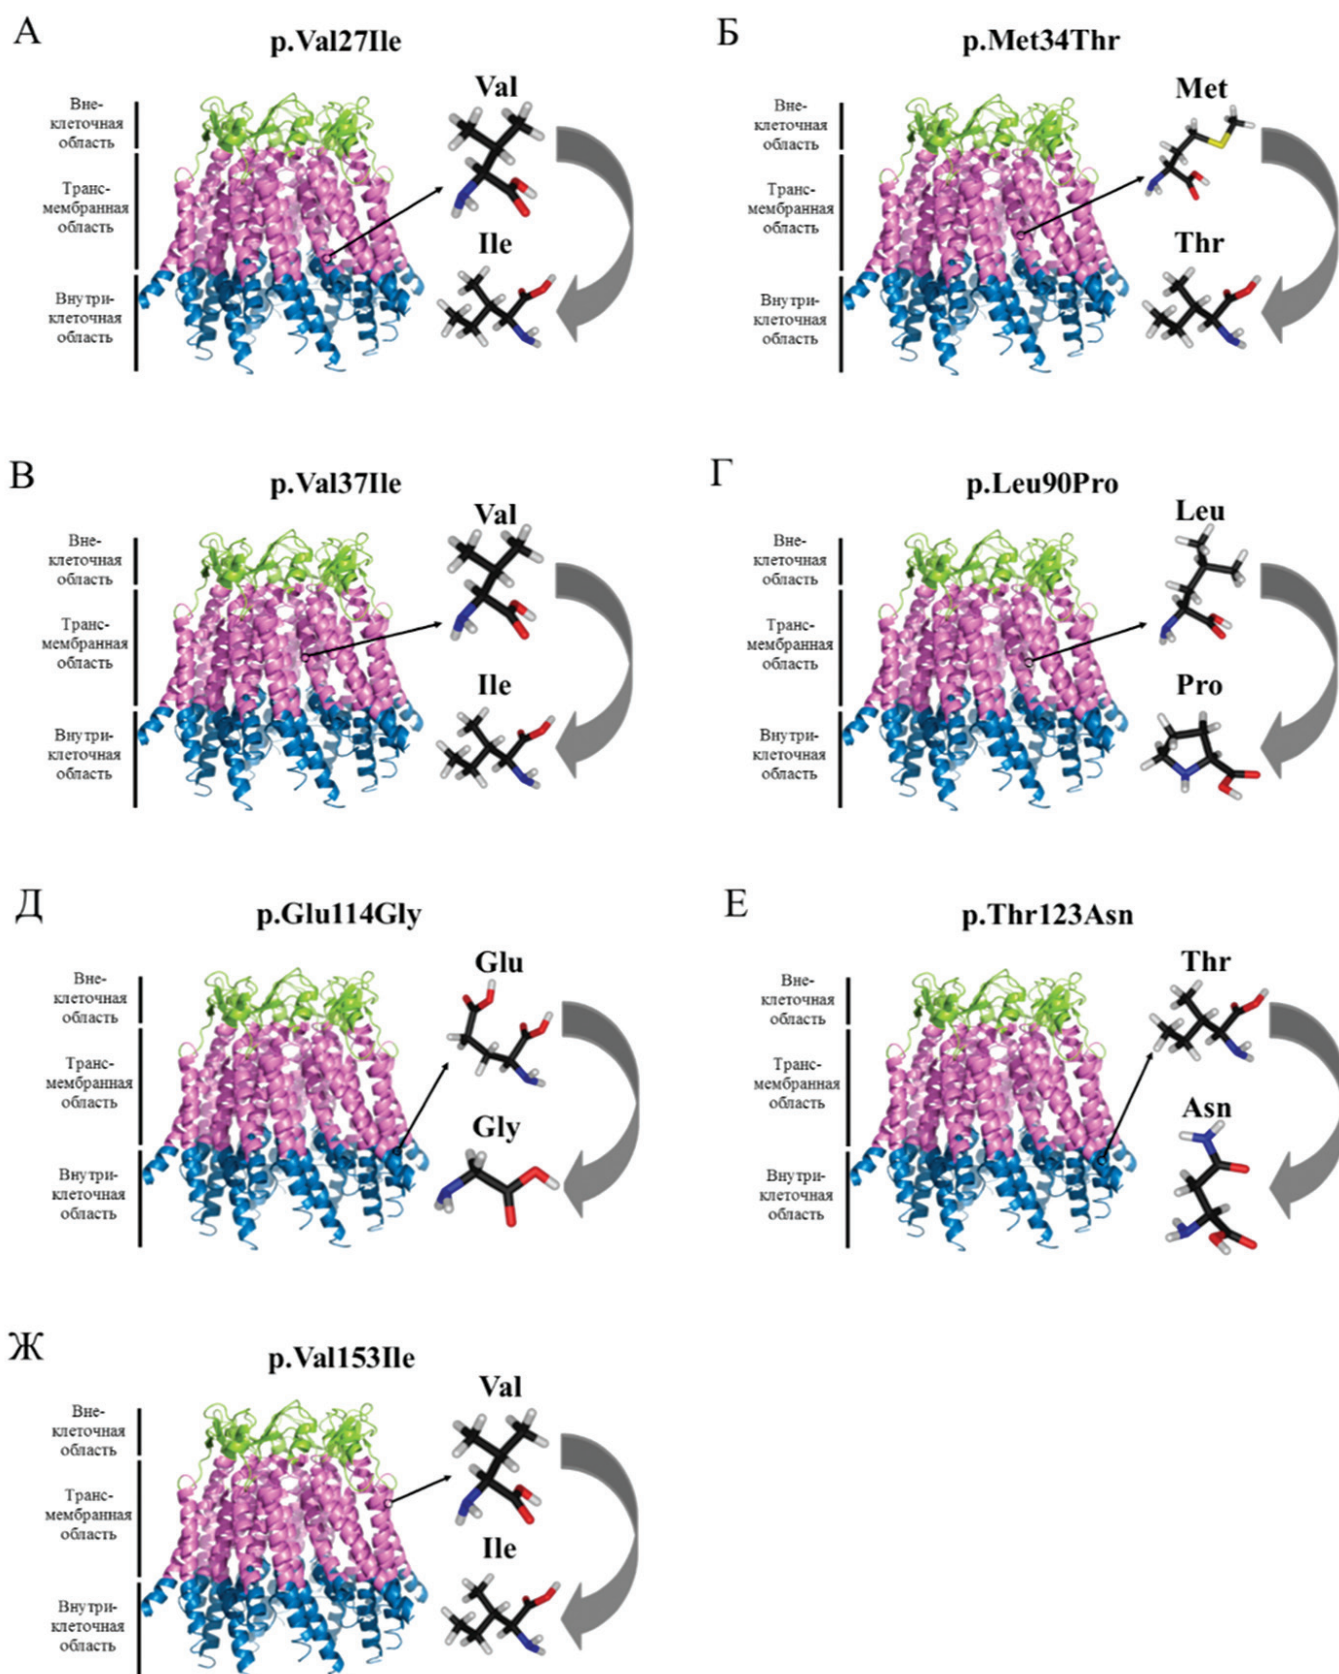 А
p.Val27Ile
Вне-
клеточная
область
Транс-
мембранная
область
Внутри-
клеточная
область
Val
Ile
Б
p.Met34Thr
Вне-
клеточная
область
Транс-
мембранная
область
Внутри-
клеточная
область
Met
Thr
В
p.Val37Ile
Вне-
клеточная
область
Транс-
мембранная
область
Внутри-
клеточная
область
Val
Ile
Г
p.Leu90Pro
Вне-
клеточная
область
Транс-
мембранная
область
Внутри-
клеточная
область
Leu
Pro
Д
p.Glu114Gly
Вне-
клеточная
область
Транс-
мембранная
область
Внутри-
клеточная
область
Glu
Gly
Е
p.Thr123Asn
Вне-
клеточная
область
Транс-
мембранная
область
Внутри-
клеточная
область
Thr
Asn
Ж
p.Val153Ile
Вне-
клеточная
область
Транс-
мембранная
область
Внутри-
клеточная
область
Val
Ile